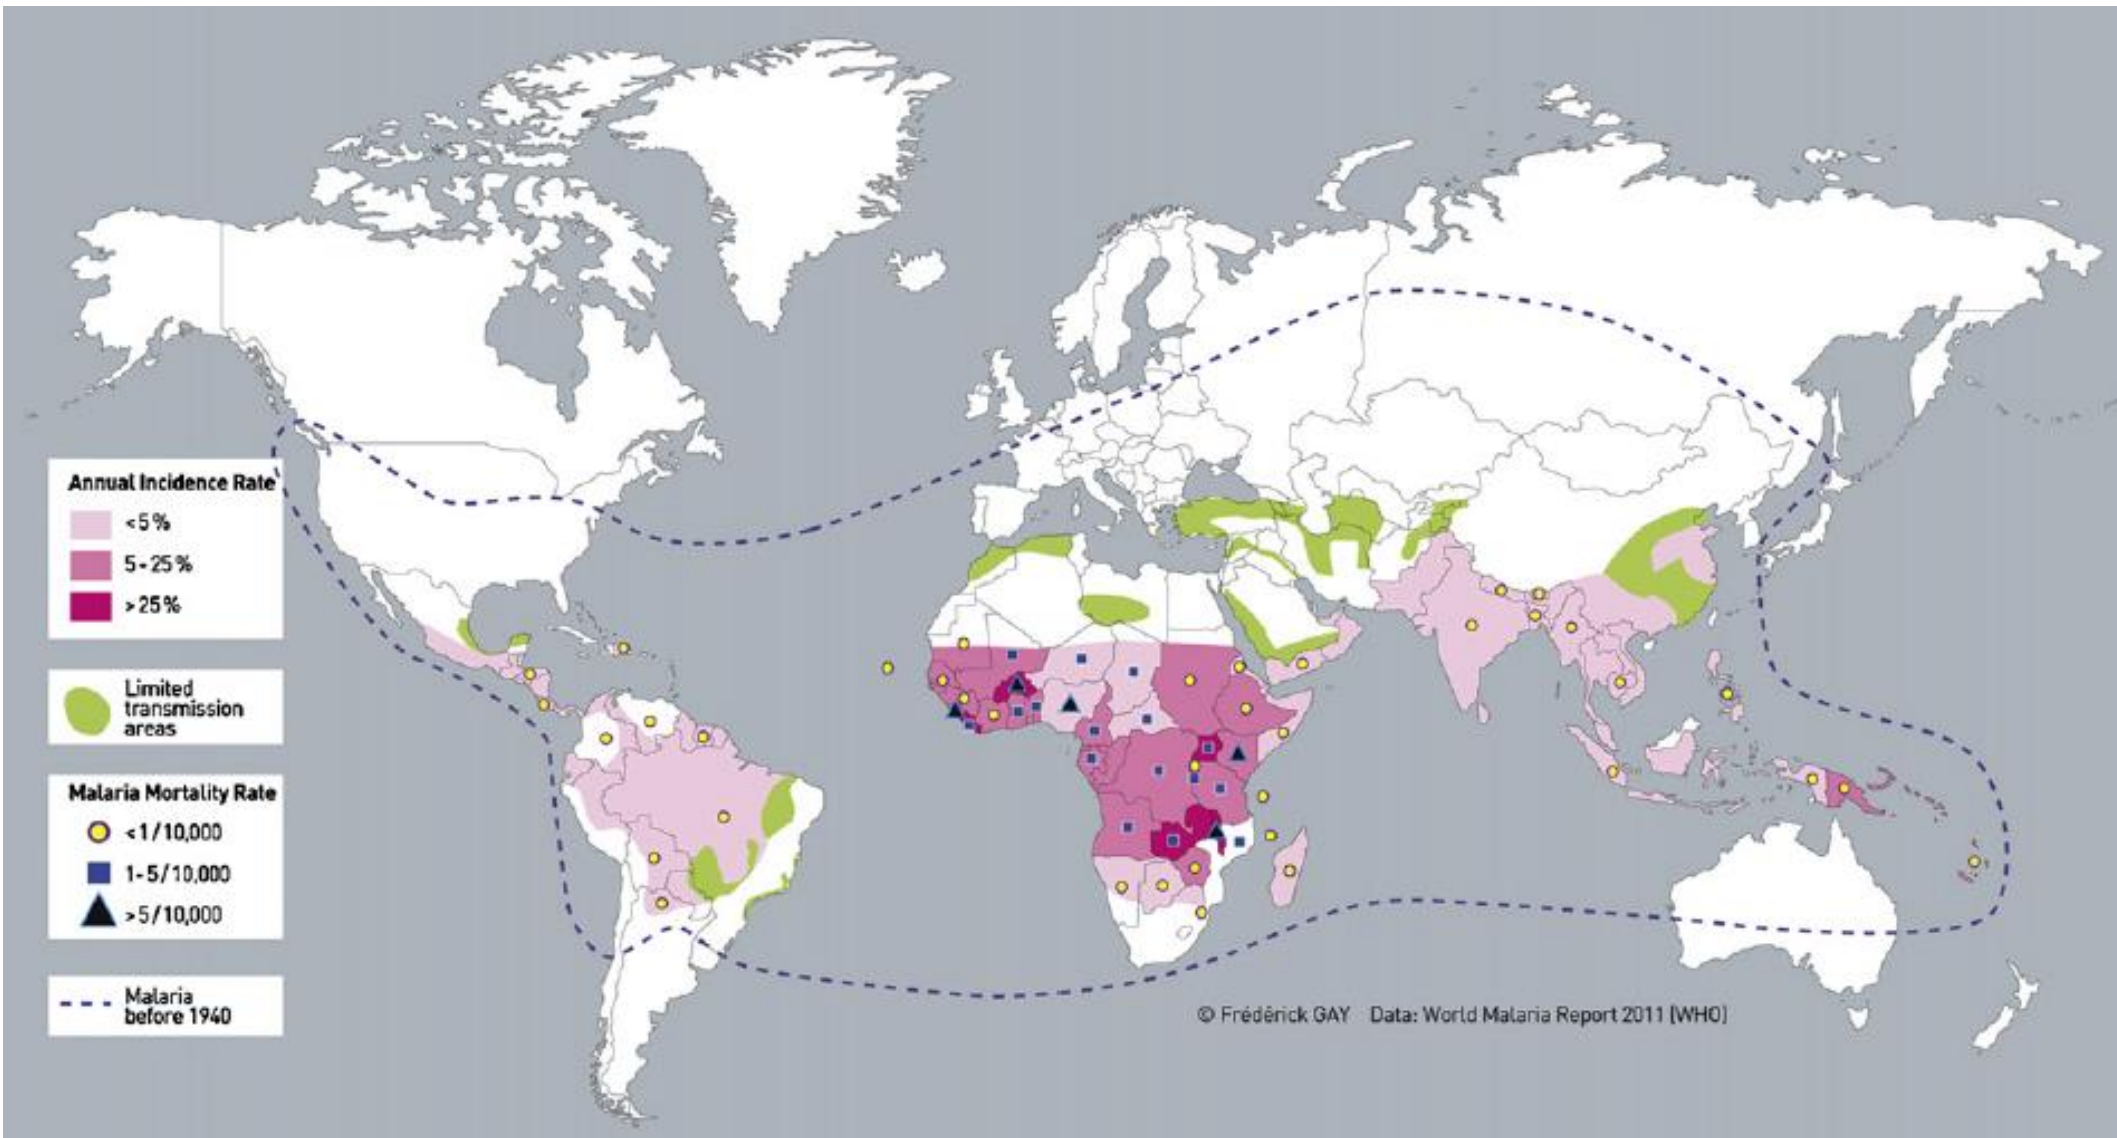 Annual Incidence Rate
<5%
5-25%
>25%
Limited
transmission
areas
Malaria Mortality Rate
<1/10,000
1-5/10,000
>5/10,000
Malaria
before 1940
© Frédérick GAY Data: World Malaria Report 2011 [WHO]